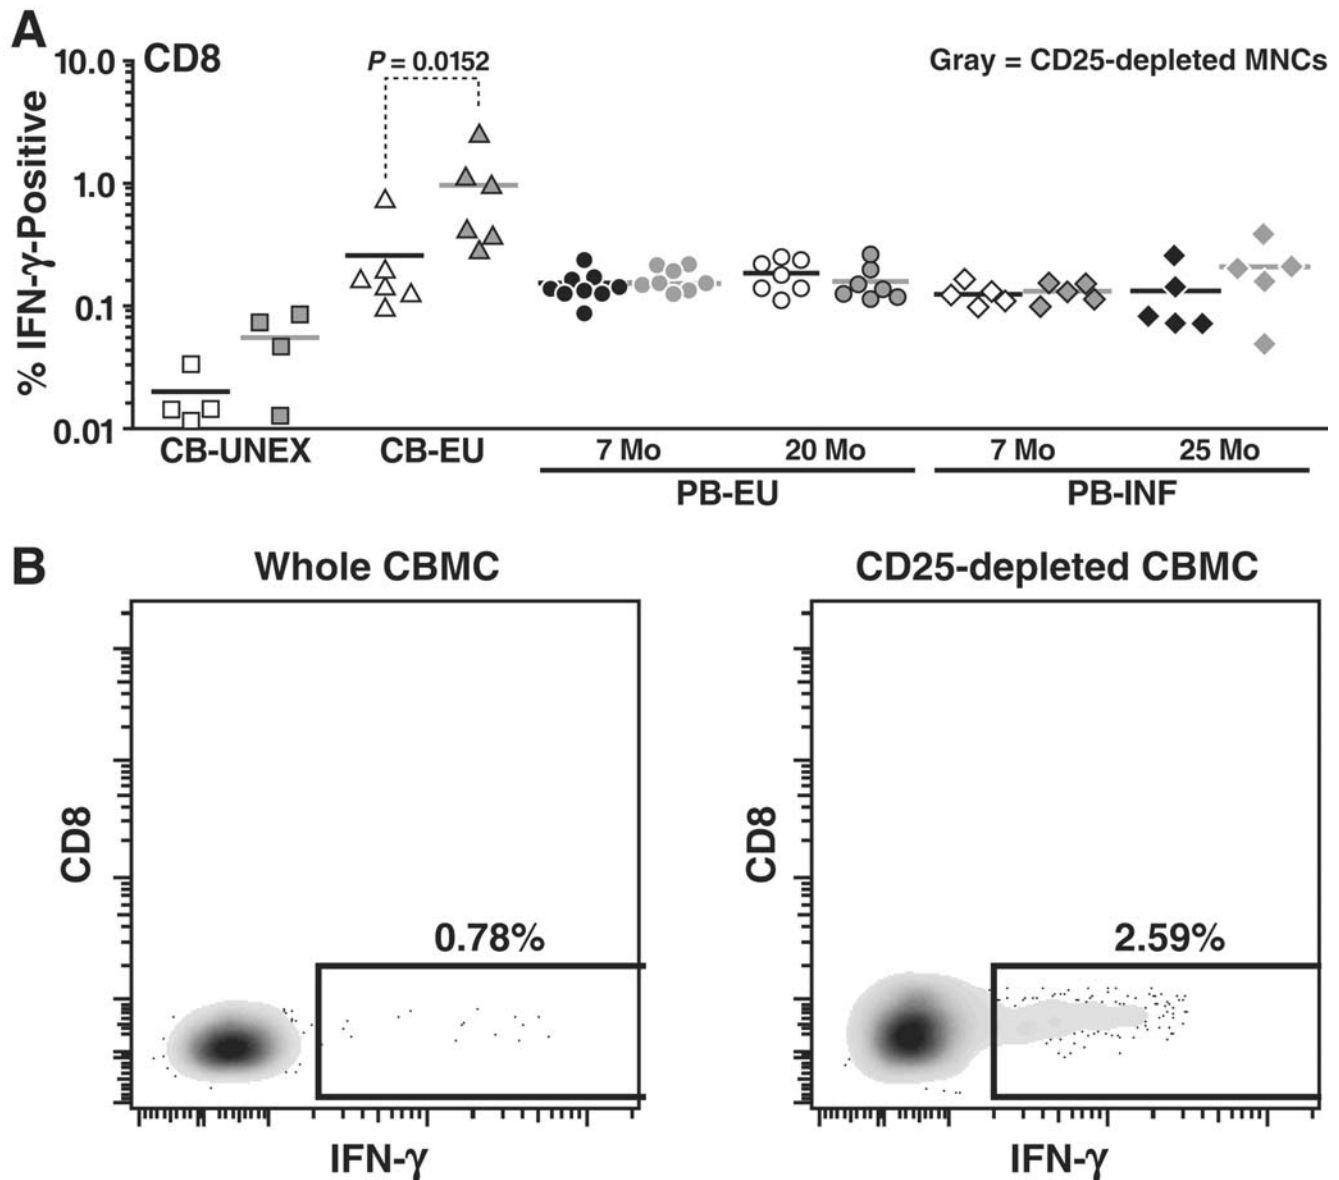 A
CD8
P = 0.0152
Gray = CD25-depleted MNCs
% IFN-γ-Positive
10.0
1.0
0.1
0.01
CB-UNEX
CB-EU
7 Mo
20 Mo
7 Mo
25 Mo
PB-EU
PB-INF
B
Whole CBMC
CD25-depleted CBMC
CD8
0.78%
CD8
2.59%
IFN-γ
IFN-γ